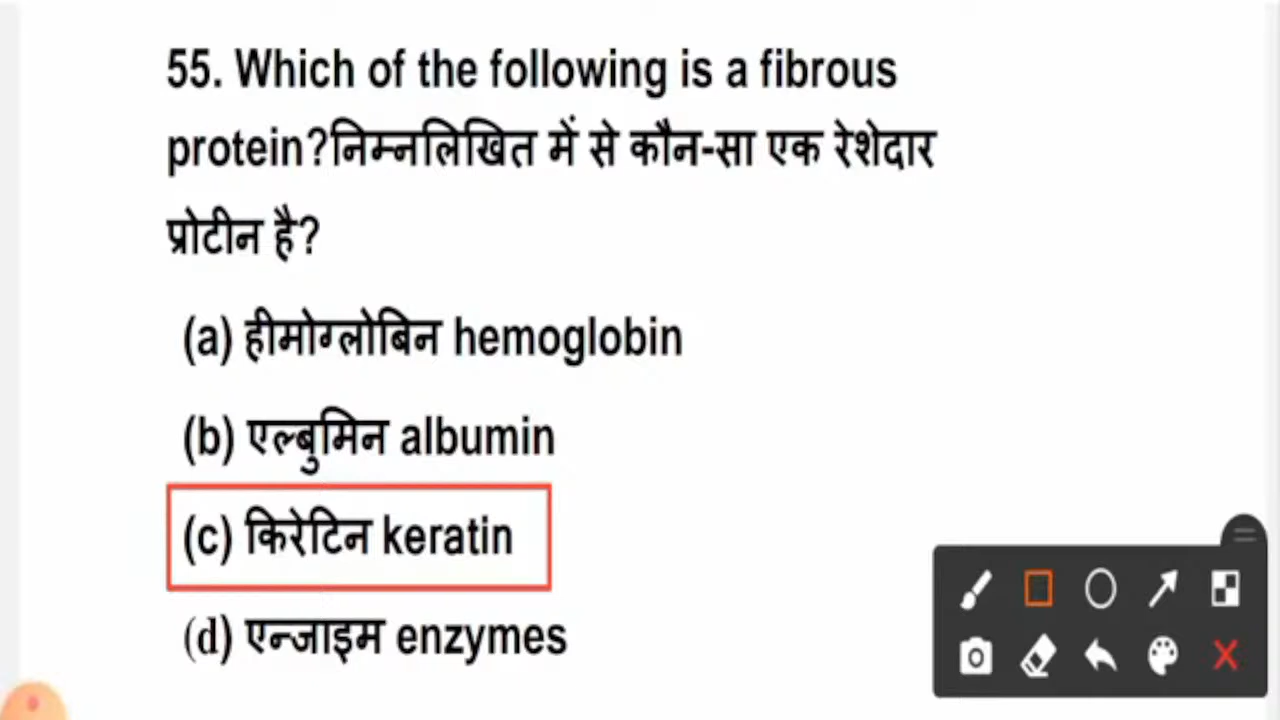 55. Which of the following is a fibrous
protein?निम्नलिखित में से कौन-सा एक रेशेदार
प्रोटीन है?
(a) हीमोग्लोबिन hemoglobin
(b) एल्बुमिन albumin
(c) किरेटिन keratin
(d) एन्जाइम enzymes